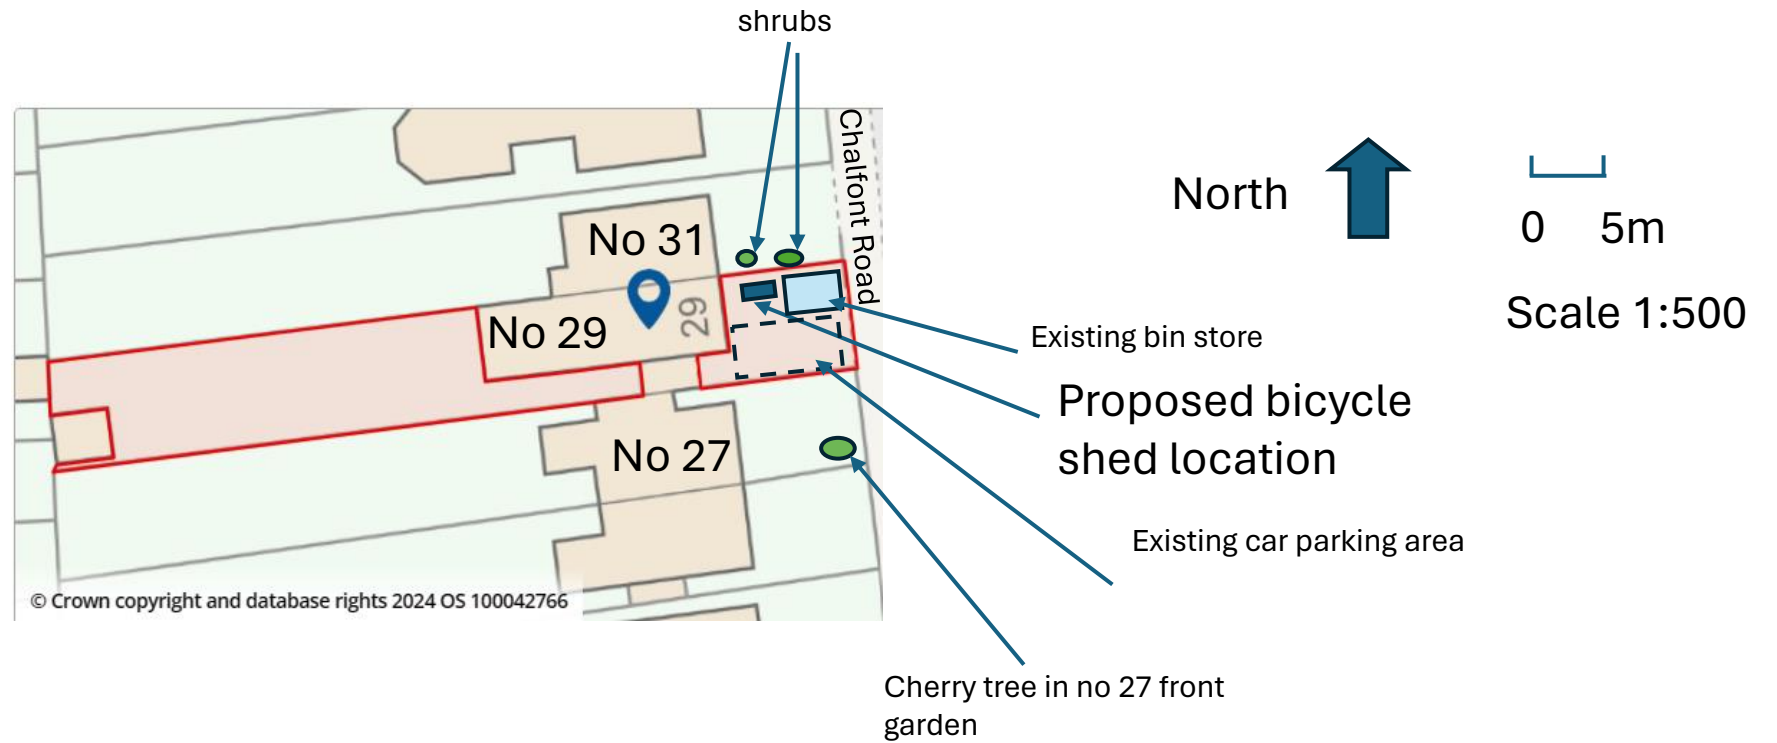 shrubs
Chalfont Road
No 31
29
No 29
No 27
North
0 5m
Scale 1:500
Existing bin store
Proposed bicycle
shed location
Existing car parking area
© Crown copyright and database rights 2024 OS 100042766
Cherry tree in no 27 front
garden